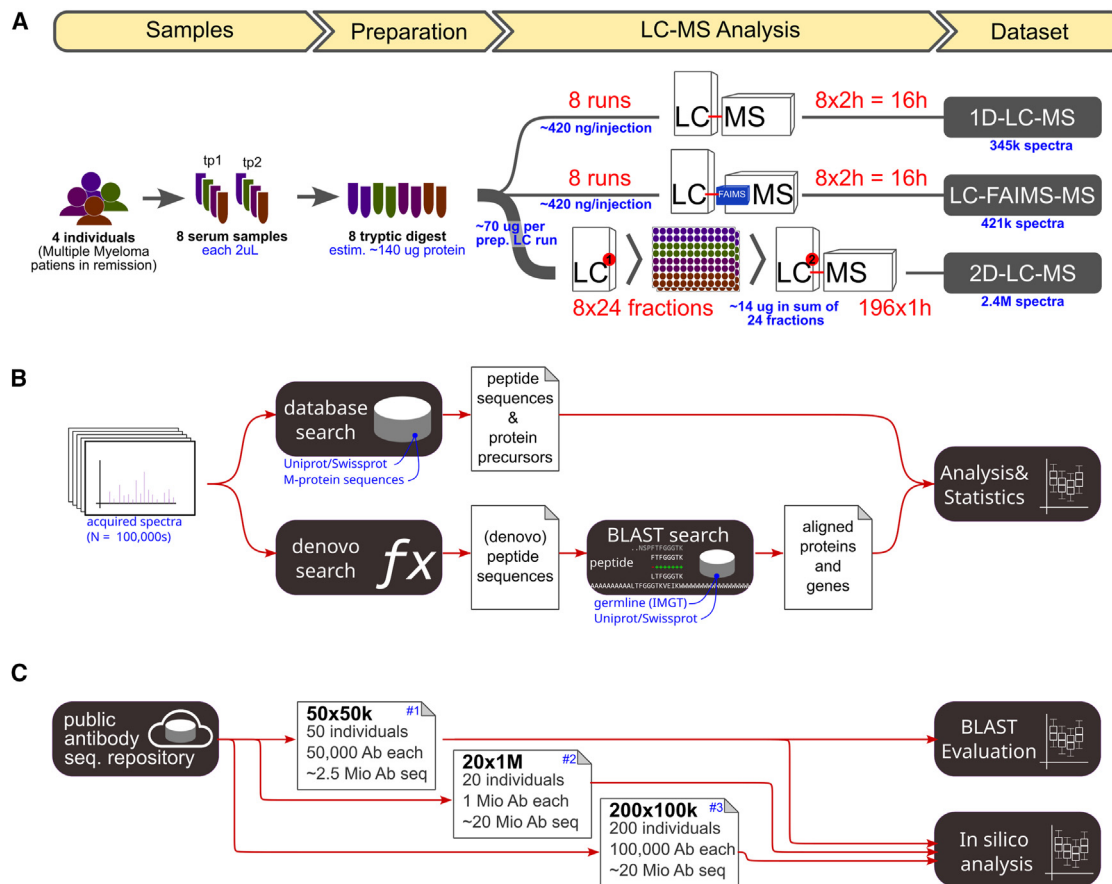 A
Samples
Preparation
LC-MS Analysis
Dataset
tp1
tp2
4 individuals
(Multiple Myeloma
patiens in remission)
8 serum samples
each 2uL
8 tryptic digest
estim. ~140 ug protein
8 runs
~420 ng/injection
LC
MS
8x2h = 16h
1D-LC-MS
345k spectra
8 runs
~420 ng/injection
LC
FAIMS
MS
8x2h = 16h
LC-FAIMS-MS
421k spectra
~70 ug per
prep. LC run
LC
1
8x24 fractions
~14 ug in sum of
24 fractions
LC
2
MS
196x1h
2D-LC-MS
2.4M spectra
B
acquired spectra
(N = 100,000s)
database
search
Uniprot/Swissprot
M-protein sequences
peptide
sequences
&
protein
precursors
denovo
search
fx
(denovo)
peptide
sequences
BLAST search
..NSPFTFGGGTK
peptide
FTFGGGTK
-+++++++
LTFGGGTK
AAAAAAAAAALTFGGGTKVEIKWWWWWWWWWWWWWWWW
germline (IMGT)
Uniprot/Swissprot
aligned
proteins
and
genes
Analysis&
Statistics
C
public
antibody
seq. repository
50x50k
#1
50 individuals
50,000 Ab each
~2.5 Mio Ab seq
20x1M
#2
20 individuals
1 Mio Ab each
~20 Mio Ab seq
200x100k
#3
200 individuals
100,000 Ab each
~20 Mio Ab seq
BLAST
Evaluation
In silico
analysis